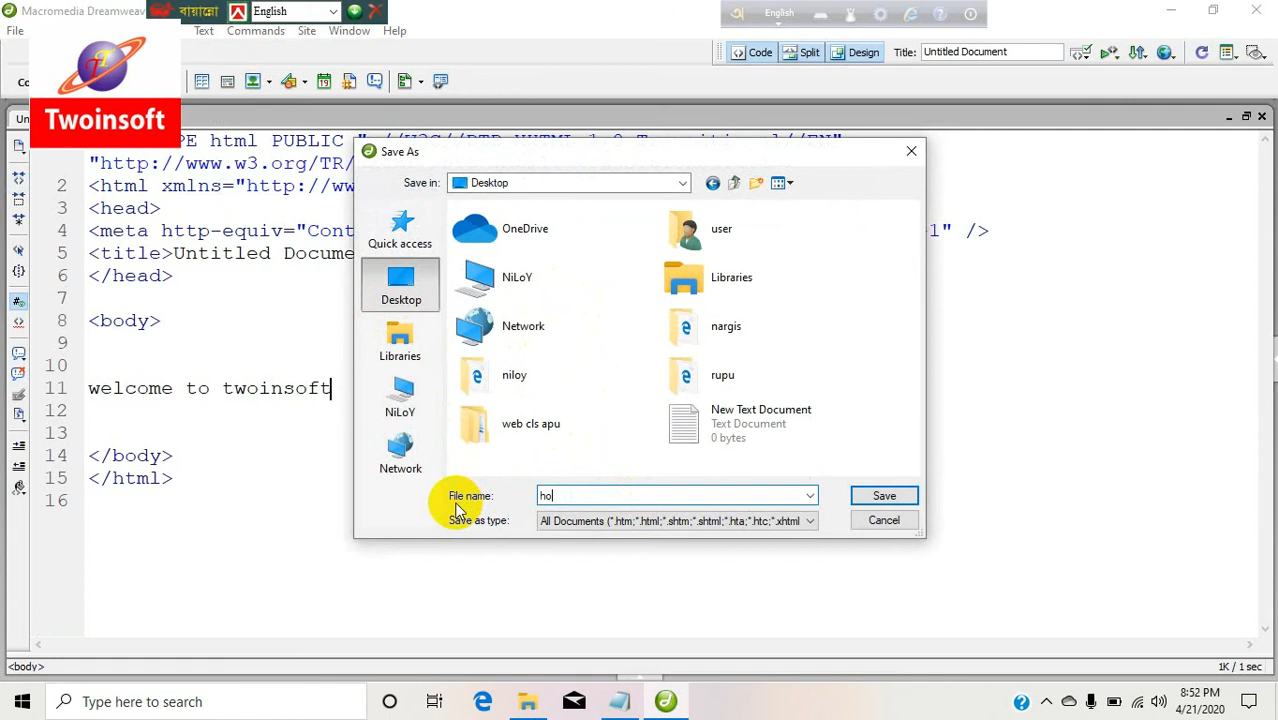 Macromedia Dreamweav
বায়ান্নো
English
English
File
Text
Commands
Site
Window
Help
Code
Split
Design
Title:
Untitled Document
Twoinsoft
"http://www.w3.org/TR/
2
<html xmlns="http://ww
3
<head>
4
<meta http-equiv="Cont
1" />
5
<title>Untitled Docume
6
</head>
7
8
<body>
9
10
11
welcome to twoinsoft
12
13
14
</body>
15
</html>
16
Save As
Save in:
Desktop
Quick access
Desktop
Libraries
NiLoY
Network
OneDrive
user
NiLoY
Libraries
Network
nargis
niloy
rupu
web cls apu
New Text Document
Text Document
0 bytes
File name:
ho
Save
Save as type:
All Documents (*.htm;*.html;*.shtm;*.shtml;*.hta;*.htc;*.xhtml
Cancel
<body>
1K / 1 sec
Type here to search
8:52 PM
4/21/2020